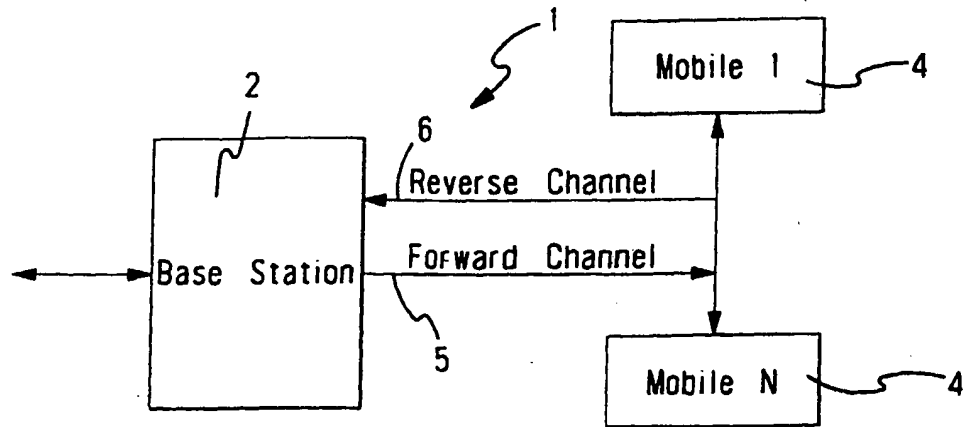 1
Mobile 1
4
2
6
Reverse Channel
Forward Channel
Base Station
5
Mobile N
4